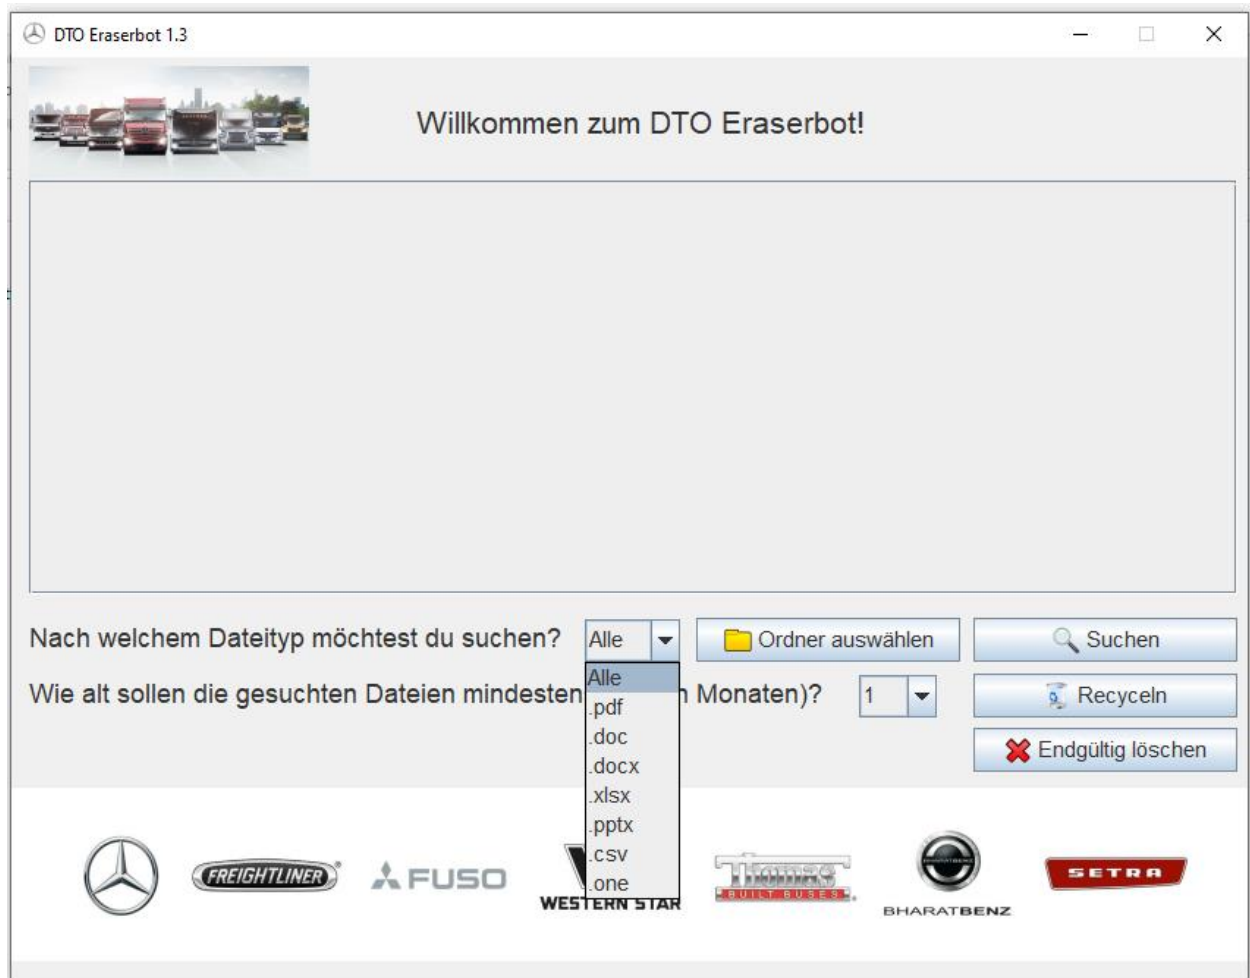 DTO Eraserbot 1.3
Willkommen zum DTO Eraserbot!
Nach welchem Dateityp möchtest du suchen? Alle Ordner auswählen Suchen
Alle
Wie alt sollen die gesuchten Dateien mindesten Monaten)? 1 Recyceln
.pdf
.doc
Endgültig löschen
.docx
.xlsx
.pptx
.csv
.one
FREIGHTLINER
FUSO
WESTERN STAR
Thomas
BUILT BUSES
BHARATBENZ
SETRA